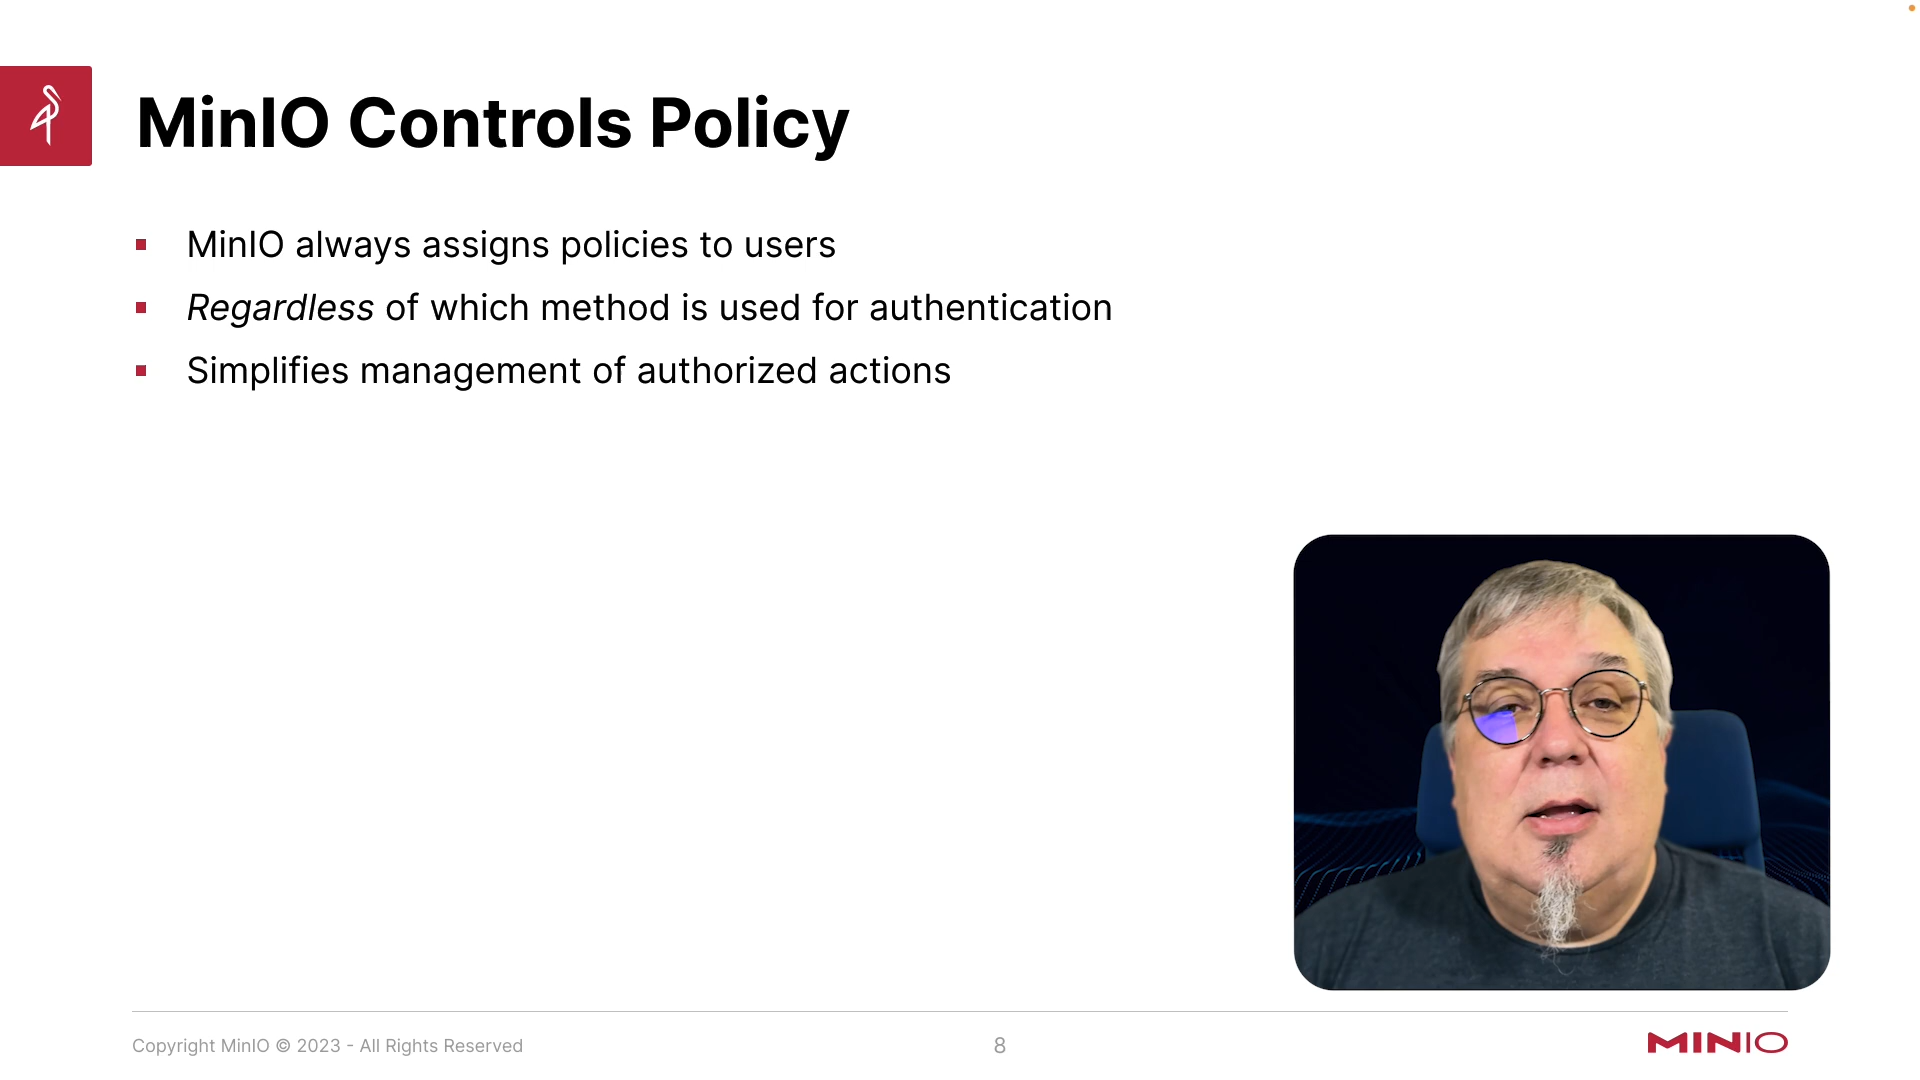 MinIO Controls Policy
MinIO always assigns policies to users
Regardless of which method is used for authentication
Simplifies management of authorized actions
Copyright MinIO © 2023 - All Rights Reserved
8
MINIO